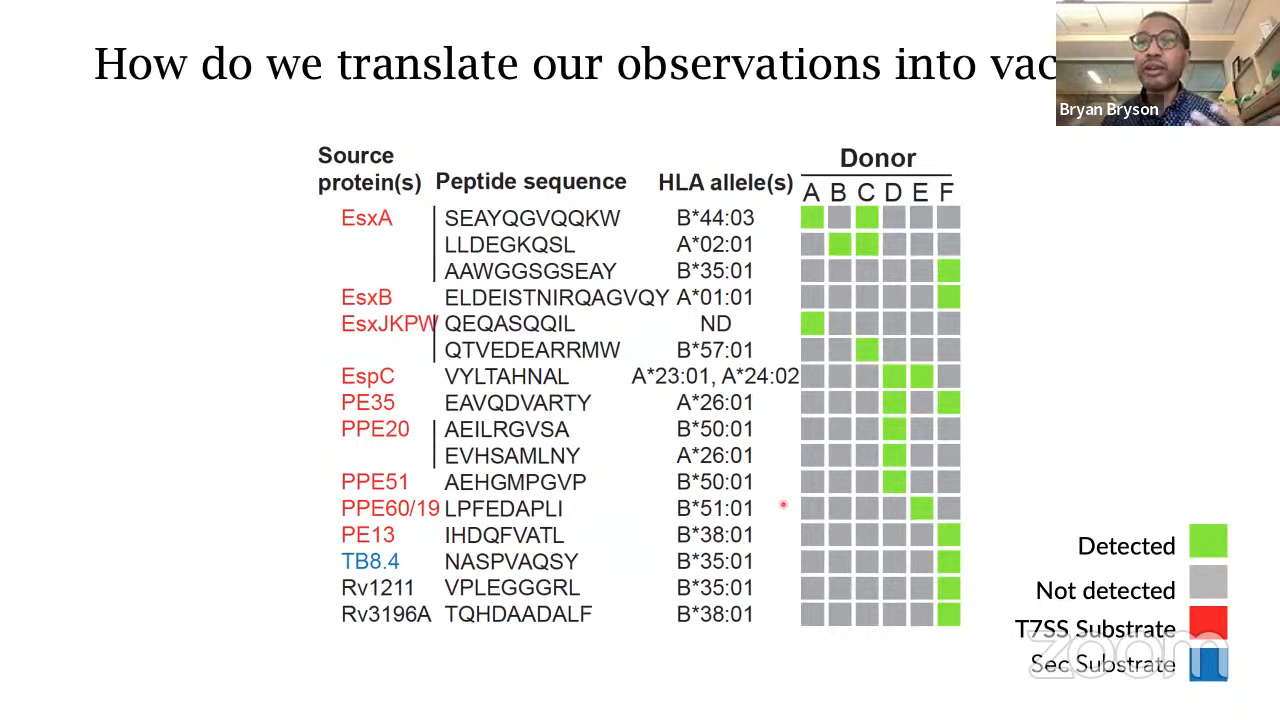 How do we translate our observations into vac
Bryan Bryson
Source protein(s) Peptide sequence HLA allele(s) Donor
A B C D E F
EsxA SEAYQGVQQKW B*44:03
LLDEGKQSL A*02:01
AAWGGSGSEAY B*35:01
EsxB ELDEISTNIRQAGVQY A*01:01
EsxJKPW QEQASQQIL ND
QTVEDEARRMW B*57:01
EspC VYLTAHNAL A*23:01, A*24:02
PE35 EAVQDVARTY A*26:01
PPE20 AEILRGVSA B*50:01
EVHSAMLNY A*26:01
PPE51 AEHGMPGVP B*50:01
PPE60/19 LPFEDAPLI B*51:01
PE13 IHDQFVATL B*38:01
TB8.4 NASPVAQSY B*35:01
Rv1211 VPLEGGGRL B*35:01
Rv3196A TQHDAADALF B*38:01
Detected
Not detected
T7SS Substrate
Sec Substrate
zoom